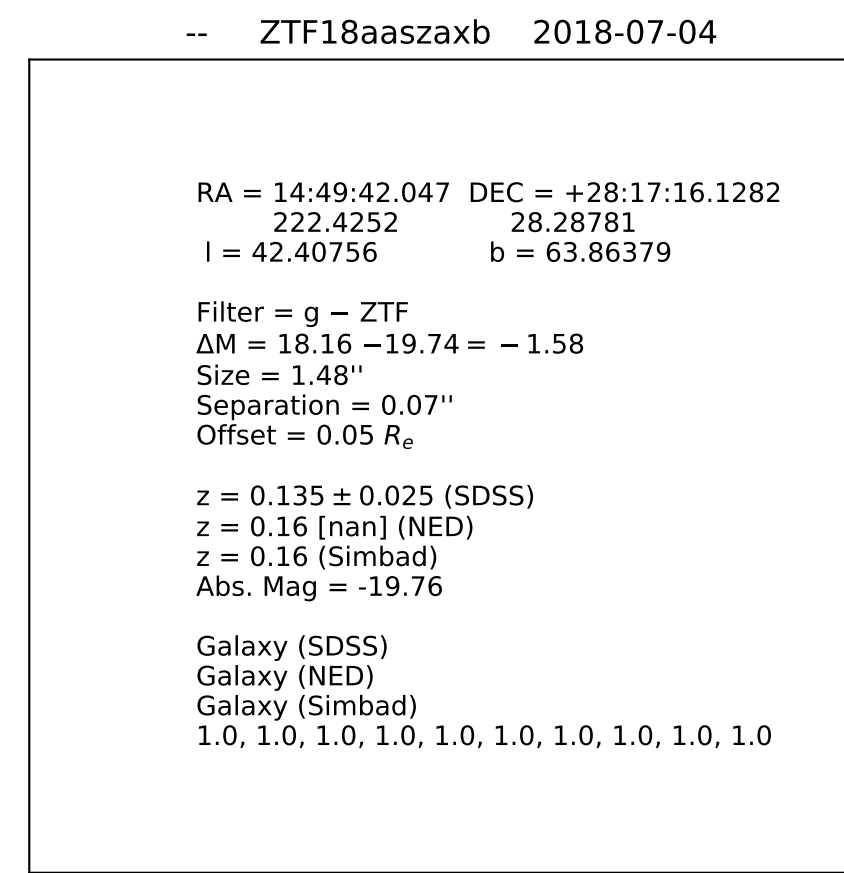 -- ZTF18aaszaxb 2018-07-04
RA = 14:49:42.047 DEC = +28:17:16.1282
222.4252 28.28781
l = 42.40756 b = 63.86379
Filter = g − ZTF
ΔM = 18.16 −19.74 = − 1.58
Size = 1.48''
Separation = 0.07''
Offset = 0.05 Rₑ
z = 0.135 ± 0.025 (SDSS)
z = 0.16 [nan] (NED)
z = 0.16 (Simbad)
Abs. Mag = -19.76
Galaxy (SDSS)
Galaxy (NED)
Galaxy (Simbad)
1.0, 1.0, 1.0, 1.0, 1.0, 1.0, 1.0, 1.0, 1.0, 1.0